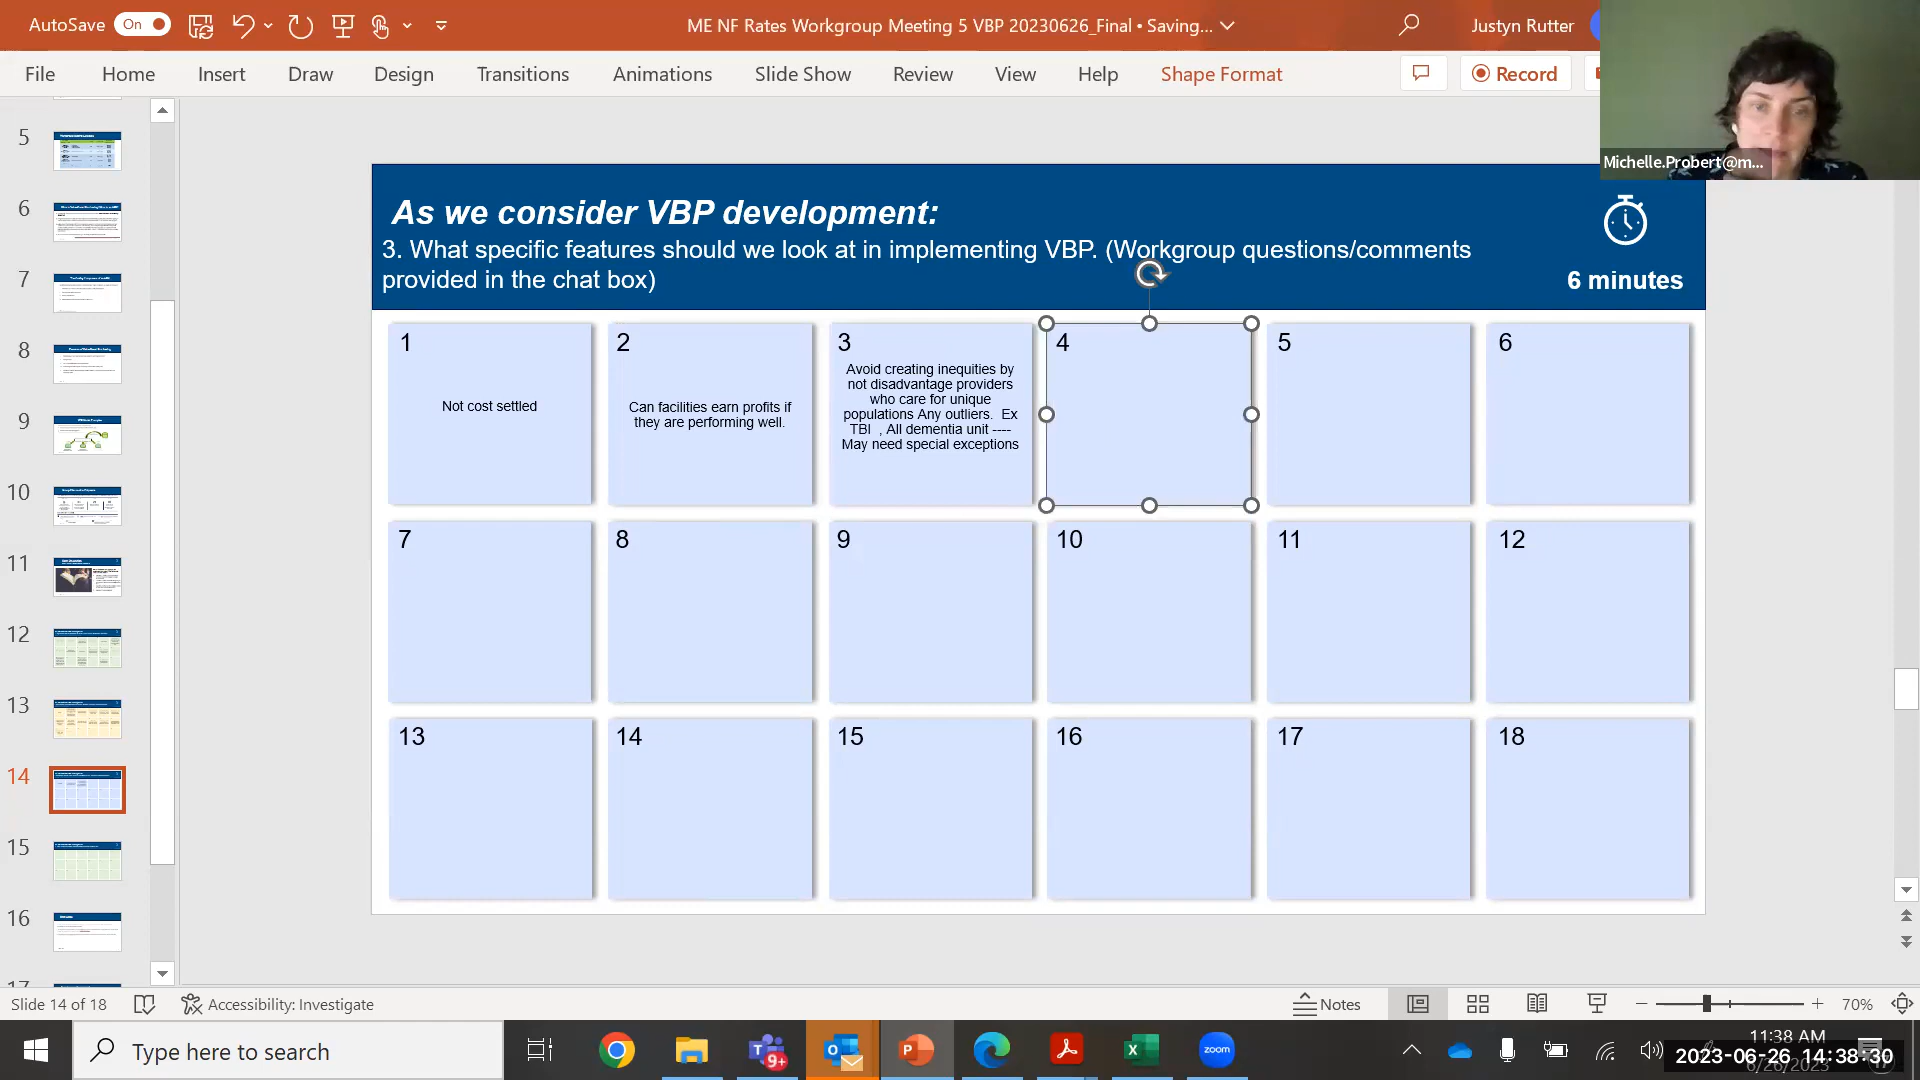 AutoSave On
ME NF Rates Workgroup Meeting 5 VBP 20230626_Final • Saving...
Justyn Rutter
File Home Insert Draw Design Transitions Animations Slide Show Review View Help Shape Format
Record
Michelle.Probert@m...
5
6
7
8
9
10
11
12
13
14
15
16
As we consider VBP development:
3. What specific features should we look at in implementing VBP. (Workgroup questions/comments
provided in the chat box)
6 minutes
1
Not cost settled
2
Can facilities earn profits if
they are performing well.
3
Avoid creating inequities by
not disadvantage providers
who care for unique
populations Any outliers. Ex
TBI , All dementia unit ----
May need special exceptions
4
5
6
7
8
9
10
11
12
13
14
15
16
17
18
Slide 14 of 18
Accessibility: Investigate
Notes
70%
Type here to search
9+
zoom
11:38 AM
2023-06-26 14:38:30